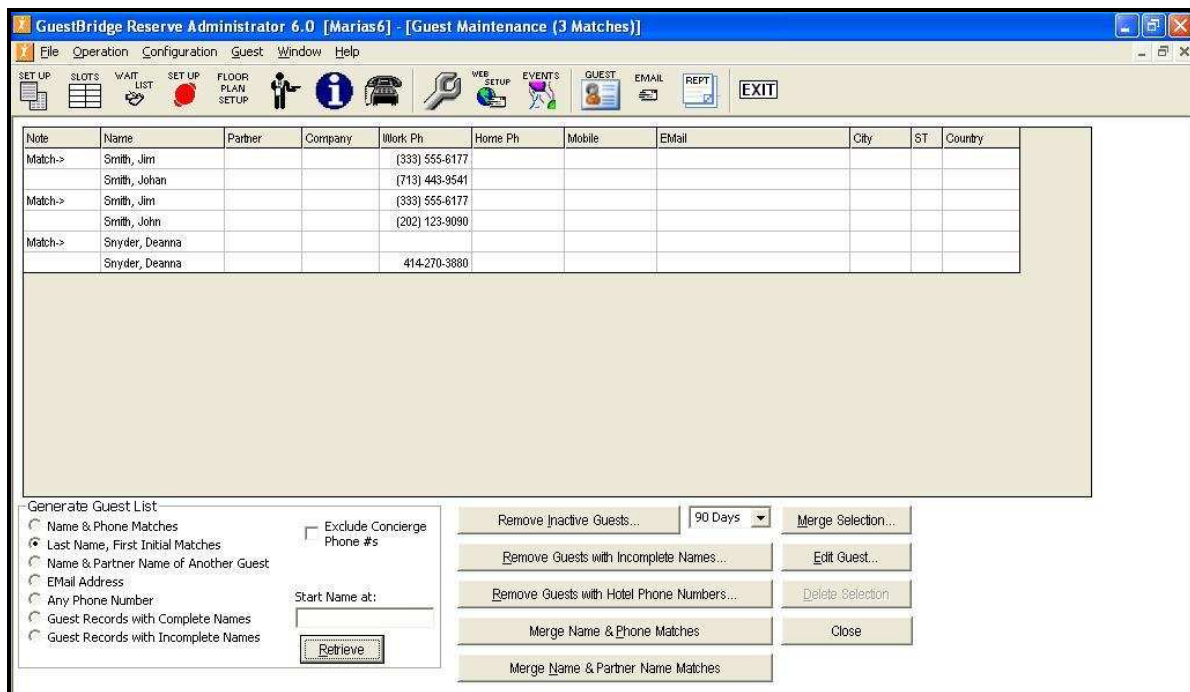 GuestBridge Reserve Administrator 6.0 [Marias6] - [Guest Maintenance (3 Matches)]
File Operation Configuration Guest Window Help
SET UP SLOTS WAIT LIST SET UP FLOOR PLAN SETUP WEB SETUP EVENTS GUEST EMAIL REPT EXIT
Note Name Partner Company Work Ph Home Ph Mobile EMail City ST Country
Match-> Smith, Jim (333) 555-6177
Smith, Johan (713) 443-9541
Match-> Smith, Jim (333) 555-6177
Smith, John (202) 123-9090
Match-> Snyder, Deanna
Snyder, Deanna 414-270-3880
Generate Guest List
Name & Phone Matches
Last Name, First Initial Matches
Name & Partner Name of Another Guest
EMail Address
Any Phone Number
Guest Records with Complete Names
Guest Records with Incomplete Names
Exclude Concierge
Phone #s
Start Name at:
Retrieve
Remove Inactive Guests... 90 Days Merge Selection...
Remove Guests with Incomplete Names... Edit Guest...
Remove Guests with Hotel Phone Numbers... Delete Selection
Merge Name & Phone Matches Close
Merge Name & Partner Name Matches